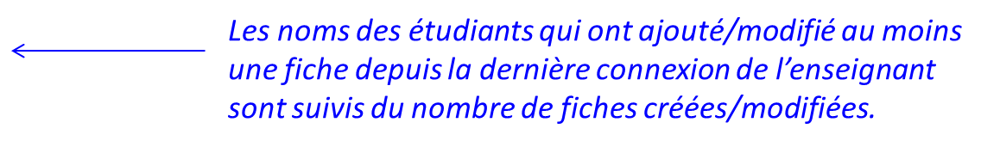 Les noms des étudiants qui ont ajouté/modifié au moins
une fiche depuis la dernière connexion de l’enseignant
sont suivis du nombre de fiches créées/modifiées.